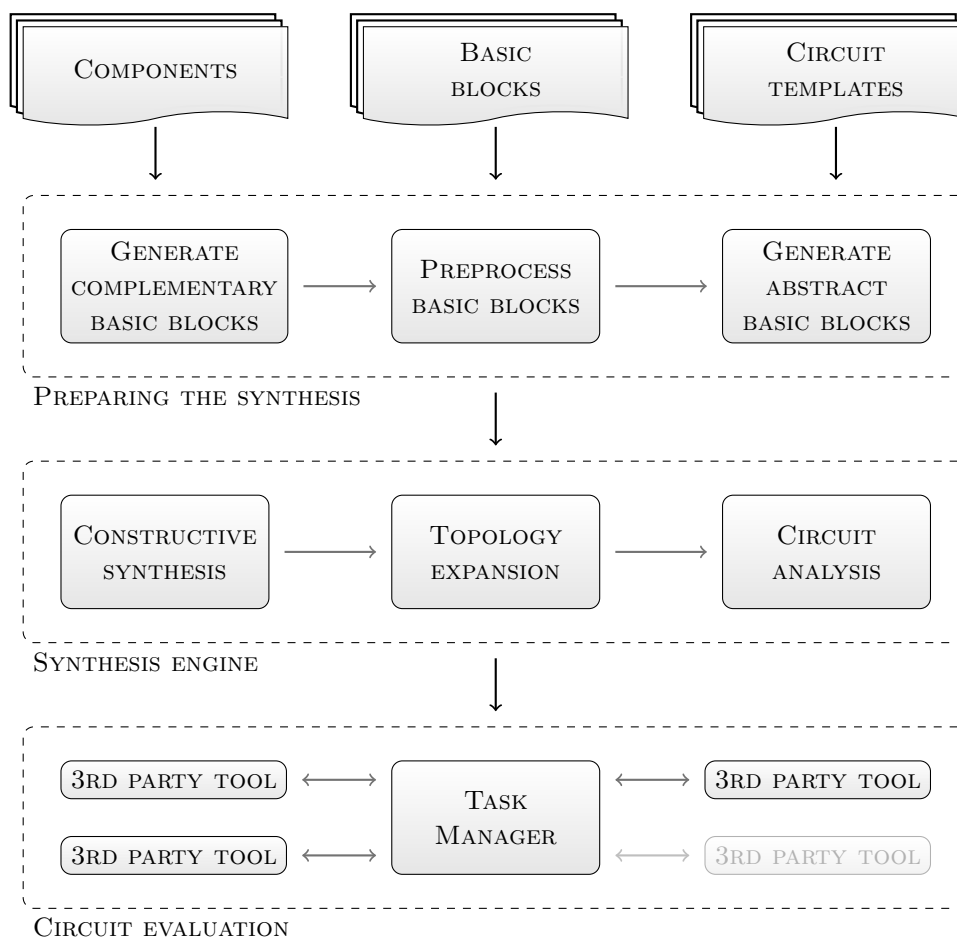 Components
Basic
blocks
Circuit
templates
Generate
complementary
basic blocks
Preprocess
basic blocks
Generate
abstract
basic blocks
Preparing the synthesis
Constructive
synthesis
Topology
expansion
Circuit
analysis
Synthesis engine
3rd party tool
3rd party tool
Task
Manager
3rd party tool
3rd party tool
Circuit evaluation